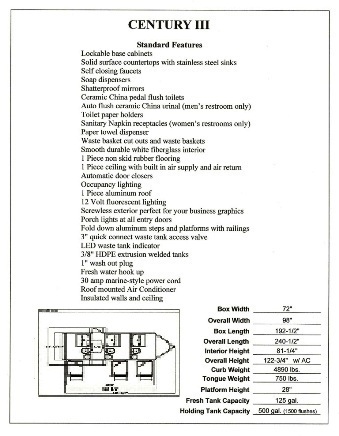 CENTURY III
Standard Features
Lockable base cabinets
Solid surface countertops with stainless steel sinks
Self closing faucets
Soap dispensers
Shatterproof mirrors
Ceramic China pedal flush toilets
Auto flush ceramic China urinal (men's restroom only)
Toilet paper holders
Sanitary Napkin receptacles (women's restrooms only)
Paper towel dispenser
Waste basket cut outs and waste baskets
Smooth durable white fiberglass interior
1 Piece non skid rubber flooring
1 Piece ceiling with built in air supply and air return
Automatic door closers
Occupancy lighting
1 Piece aluminum roof
12 Volt fluorescent lighting
Screwless exterior perfect for your business graphics
Porch lights at all entry doors
Fold down aluminum steps and platforms with railings
3" quick connect waste tank access valve
LED waste tank indicator
3/8" HDPE extrusion welded tanks
1" wash out plug
Fresh water hook up
30 amp marine-style power cord
Roof mounted Air Conditioner
Insulated walls and ceiling
Box Width 72"
Overall Width 98"
Box Length 192-1/2"
Overall Length 240-1/2"
Interior Height 81-1/4"
Overall Height 122-3/4" w/ AC
Curb Weight 4890 lbs.
Tongue Weight 750 lbs.
Platform Height 28"
Fresh Tank Capacity 125 gal.
Holding Tank Capacity 500 gal. (1500 flushes)